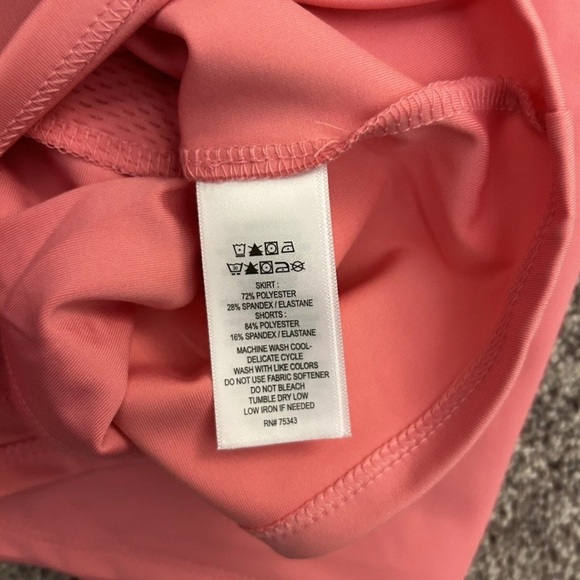 SKIRT :
72% POLYESTER
28% SPANDEX / ELASTANE
SHORTS :
84% POLYESTER
16% SPANDEX / ELASTANE
MACHINE WASH COOL-
DELICATE CYCLE
WASH WITH LIKE COLORS
DO NOT USE FABRIC SOFTENER
DO NOT BLEACH
TUMBLE DRY LOW
LOW IRON IF NEEDED
RN# 75343